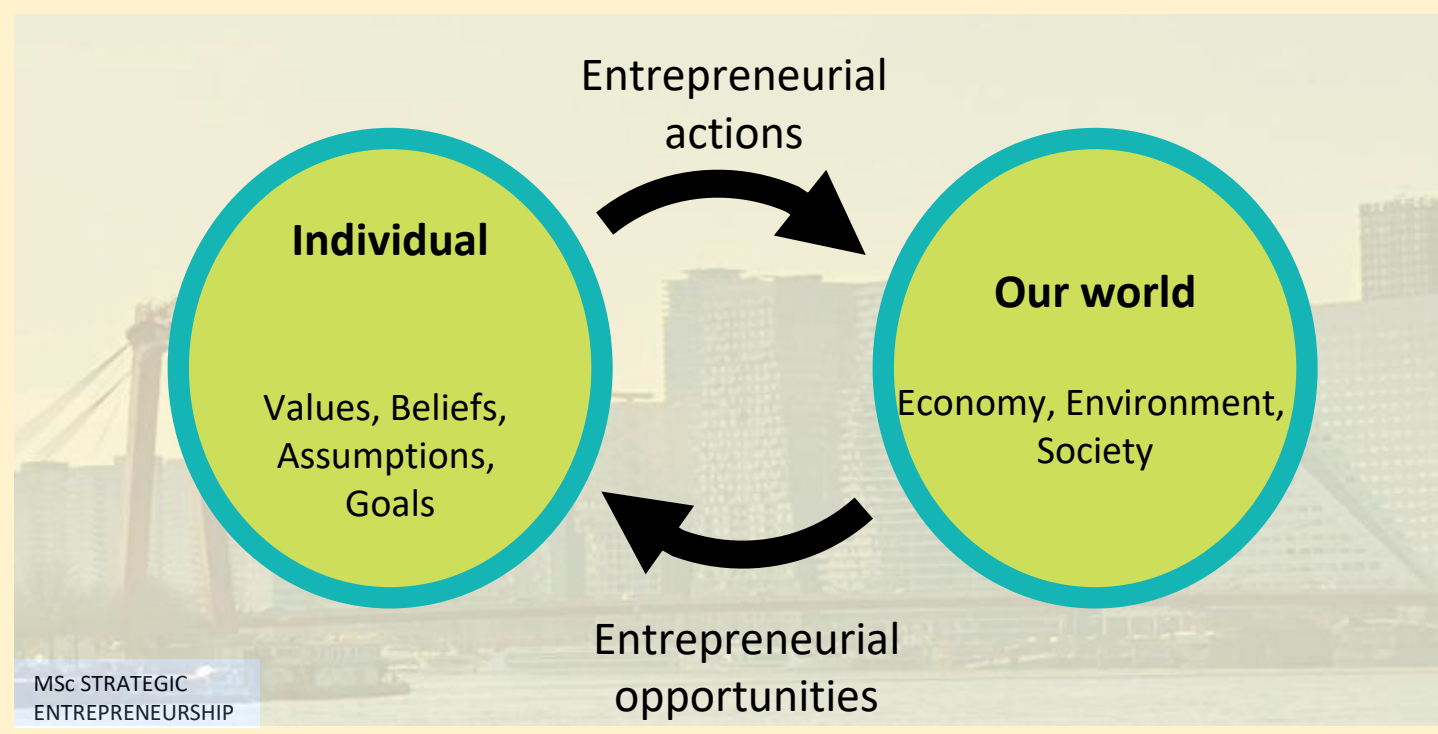 Entrepreneurial
actions
Individual
Values, Beliefs,
Assumptions,
Goals
Our world
Economy, Environment,
Society
Entrepreneurial
opportunities
MSc STRATEGIC
ENTREPRENEURSHIP